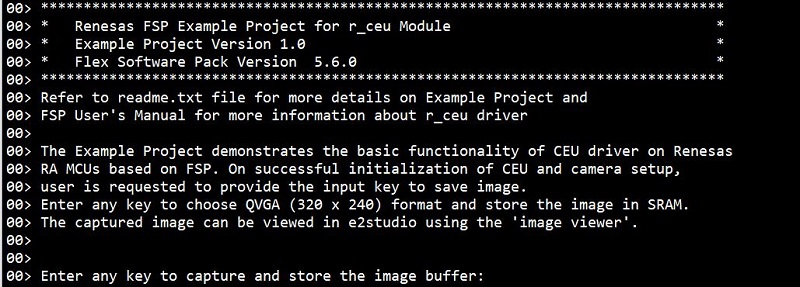 00> ***************************************************************************
00> *   Renesas FSP Example Project for r_ceu Module                          *
00> *   Example Project Version 1.0                                           *
00> *   Flex Software Pack Version  5.6.0                                     *
00> ***************************************************************************
00> Refer to readme.txt file for more details on Example Project and
00> FSP User's Manual for more information about r_ceu driver
00>
00> The Example Project demonstrates the basic functionality of CEU driver on Renesas
00> RA MCUs based on FSP. On successful initialization of CEU and camera setup,
00> user is requested to provide the input key to save image.
00> Enter any key to choose QVGA (320 x 240) format and store the image in SRAM.
00> The captured image can be viewed in e2studio using the 'image viewer'.
00>
00>
00> Enter any key to capture and store the image buffer: